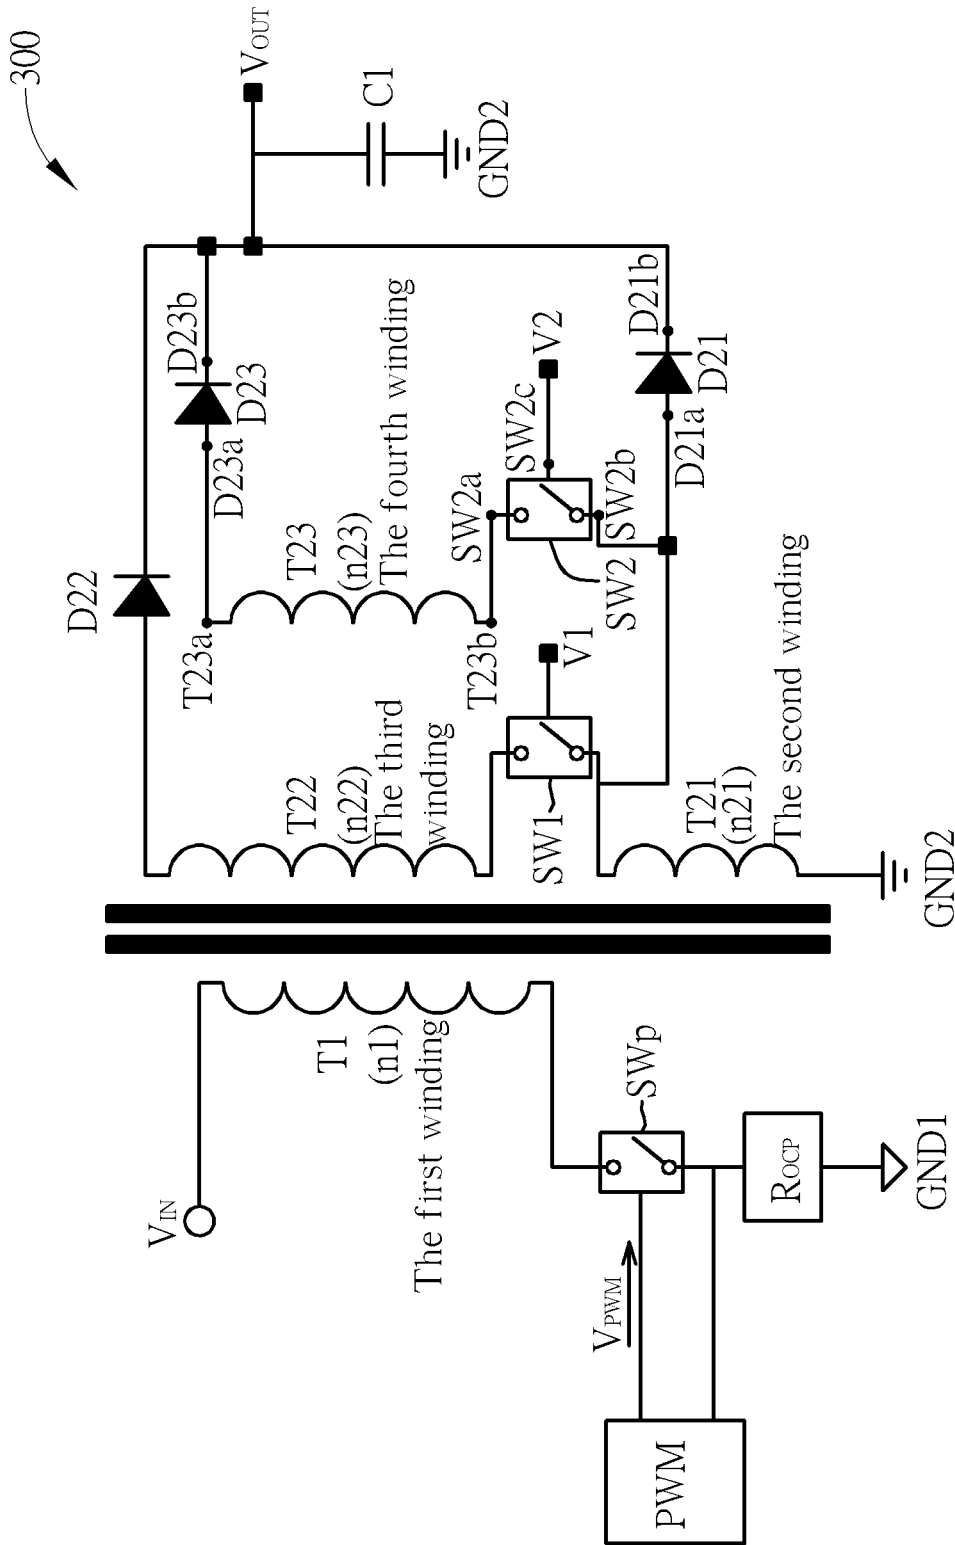 300
VIN
T1
(n1)
The first winding
VPWM
PWM
SWp
ROCP
GND1
D22
T22
(n22)
The third
winding
T23a
T23
(n23)
The fourth winding
T23b
D23a
D23
D23b
SW1
V1
SW2
SW2a
SW2b
SW2c
V2
T21
(n21)
The second winding
GND2
D21a
D21
D21b
VOUT
C1
GND2